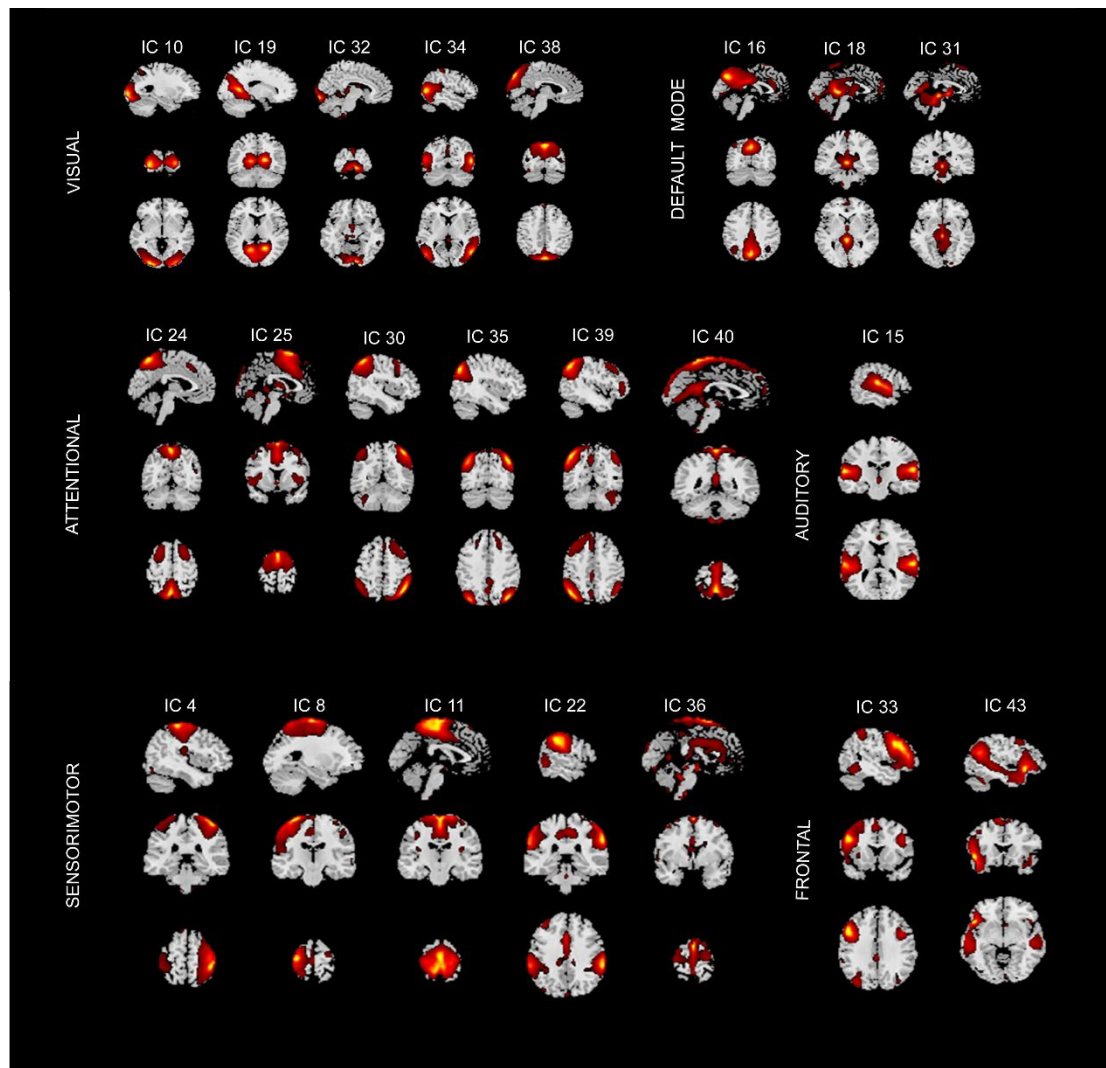 IC 10 IC 19 IC 32 IC 34 IC 38
VISUAL
IC 16 IC 18 IC 31
DEFAULT MODE
IC 24 IC 25 IC 30 IC 35 IC 39 IC 40
ATTENTIONAL
IC 15
AUDITORY
IC 4 IC 8 IC 11 IC 22 IC 36
SENSORIMOTOR
IC 33 IC 43
FRONTAL